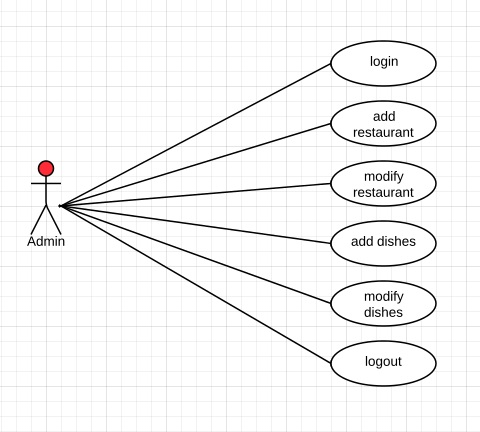 login
add
restaurant
modify
restaurant
Admin
add dishes
modify
dishes
logout